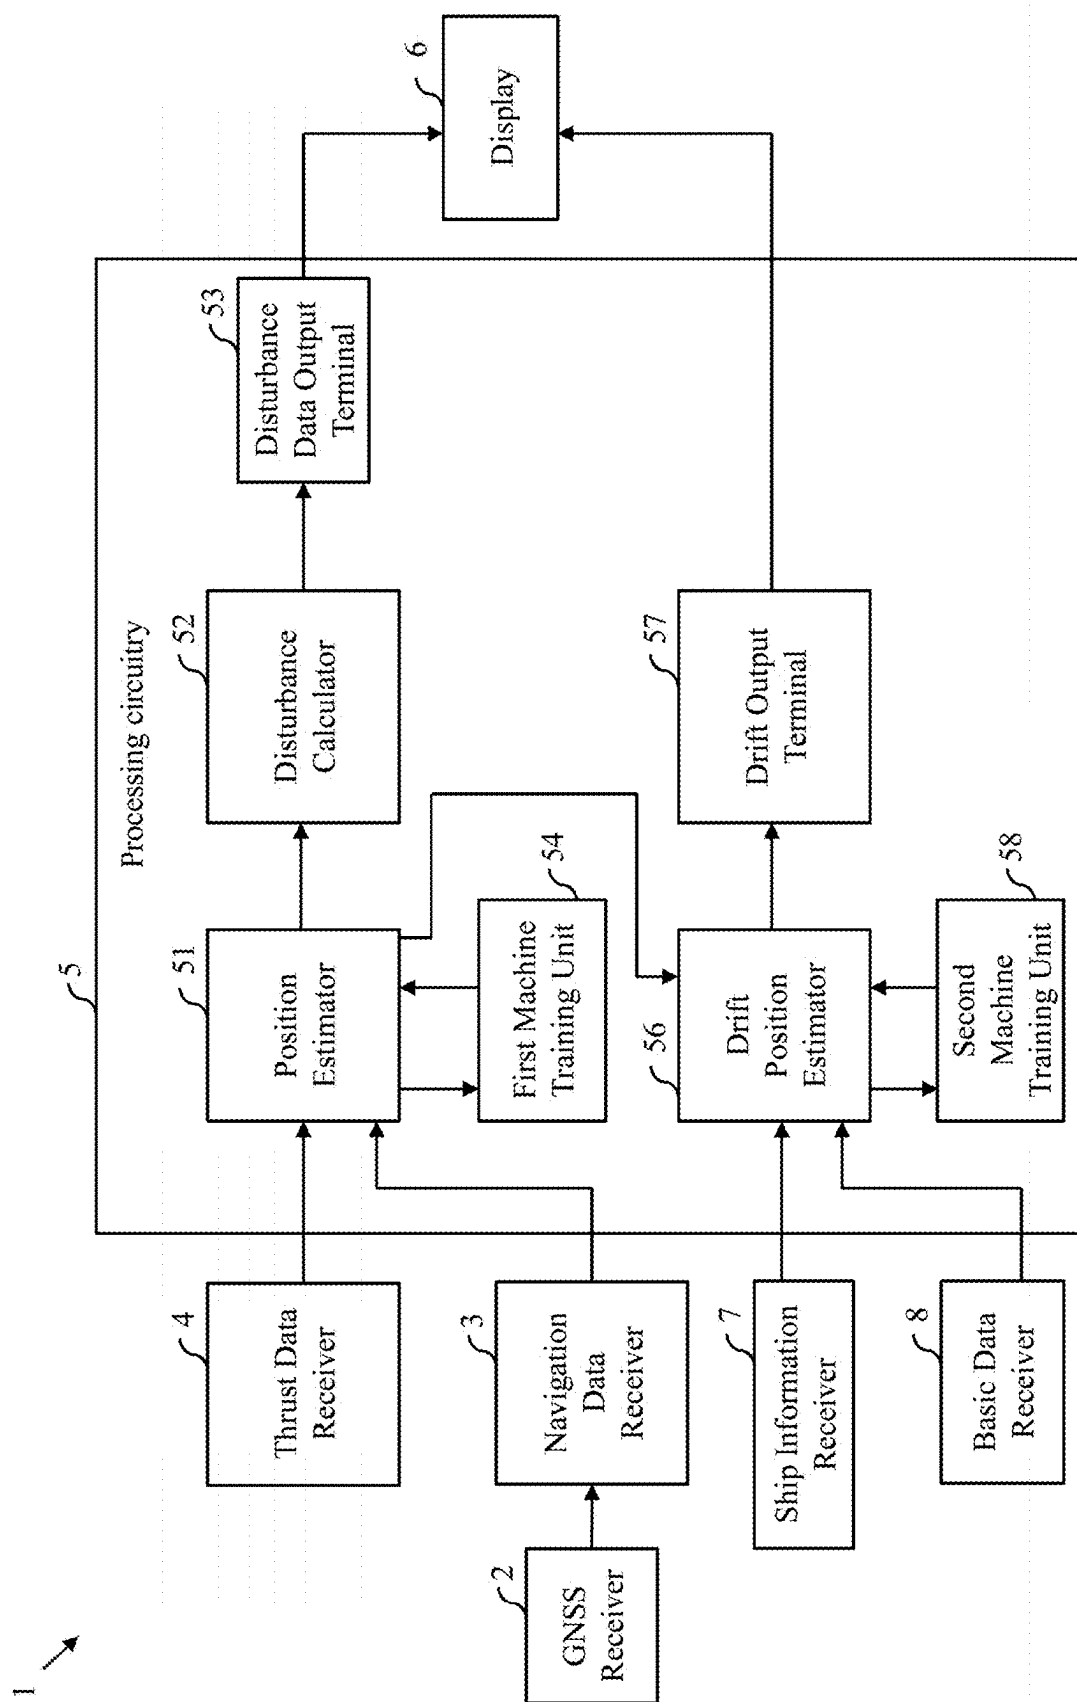 1
2
GNSS
Receiver
4
Thrust Data
Receiver
3
Navigation
Data
Receiver
7
Ship Information
Receiver
8
Basic Data
Receiver
5
Processing circuitry
51
Position
Estimator
54
First Machine
Training Unit
56
Drift
Position
Estimator
58
Second
Machine
Training Unit
52
Disturbance
Calculator
57
Drift Output
Terminal
53
Disturbance
Data Output
Terminal
6
Display